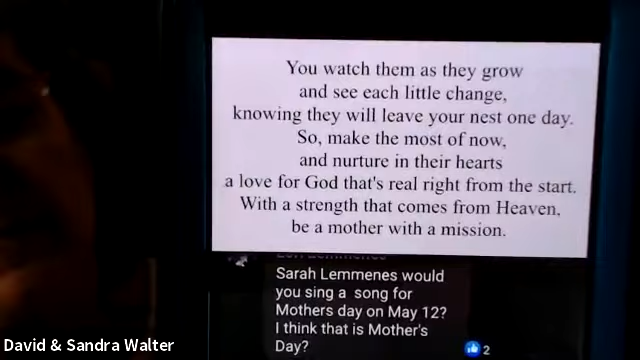 You watch them as they grow
and see each little change,
knowing they will leave your nest one day.
So, make the most of now,
and nurture in their hearts
a love for God that's real right from the start.
With a strength that comes from Heaven,
be a mother with a mission.
Sarah Lemmenes would
you sing a song for
Mothers day on May 12?
I think that is Mother's
Day?
2
David & Sandra Walter